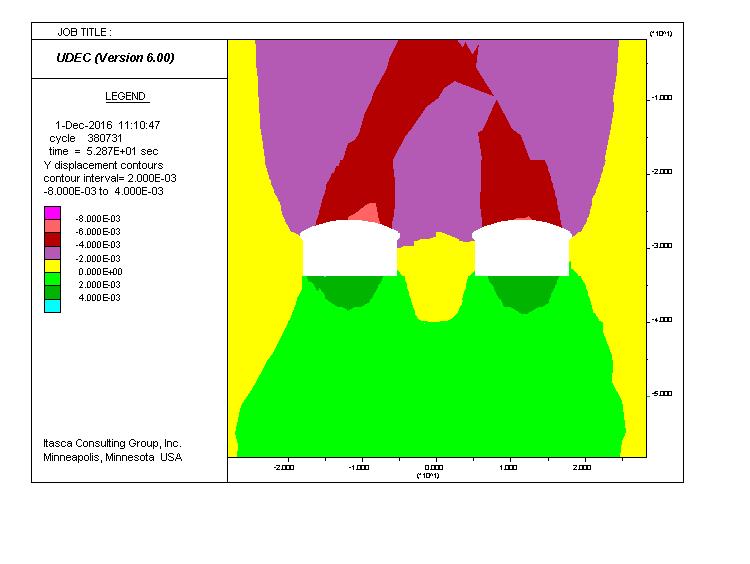 JOB TITLE :
UDEC (Version 6.00)
LEGEND
1-Dec-2016 11:10:47
cycle 380731
time = 5.287E+01 sec
Y displacement contours
contour interval= 2.000E-03
-8.000E-03 to 4.000E-03
-8.000E-03
-6.000E-03
-4.000E-03
-2.000E-03
0.000E+00
2.000E-03
4.000E-03
Itasca Consulting Group, Inc.
Minneapolis, Minnesota USA
(*10^1)
-1.000
-2.000
-3.000
-4.000
-5.000
-2.000 -1.000 0.000 1.000 2.000
(*10^1)